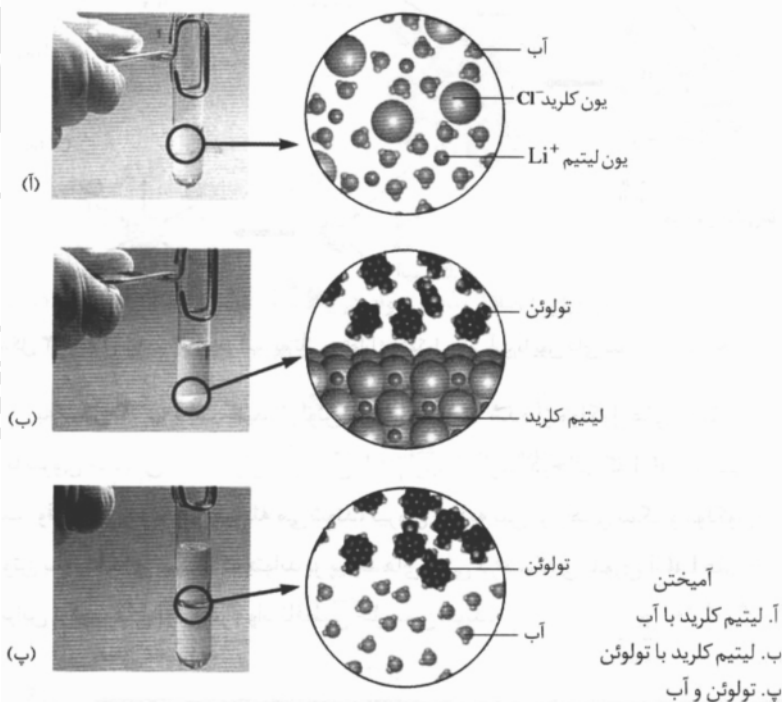 آب
یون کلرید Cl⁻
یون لیتیم Li⁺
(آ)
تولوئن
لیتیم کلرید
(ب)
تولوئن
آب
(پ)
آمیختن
آ. لیتیم کلرید با آب
ب. لیتیم کلرید با تولوئن
پ. تولوئن و آب